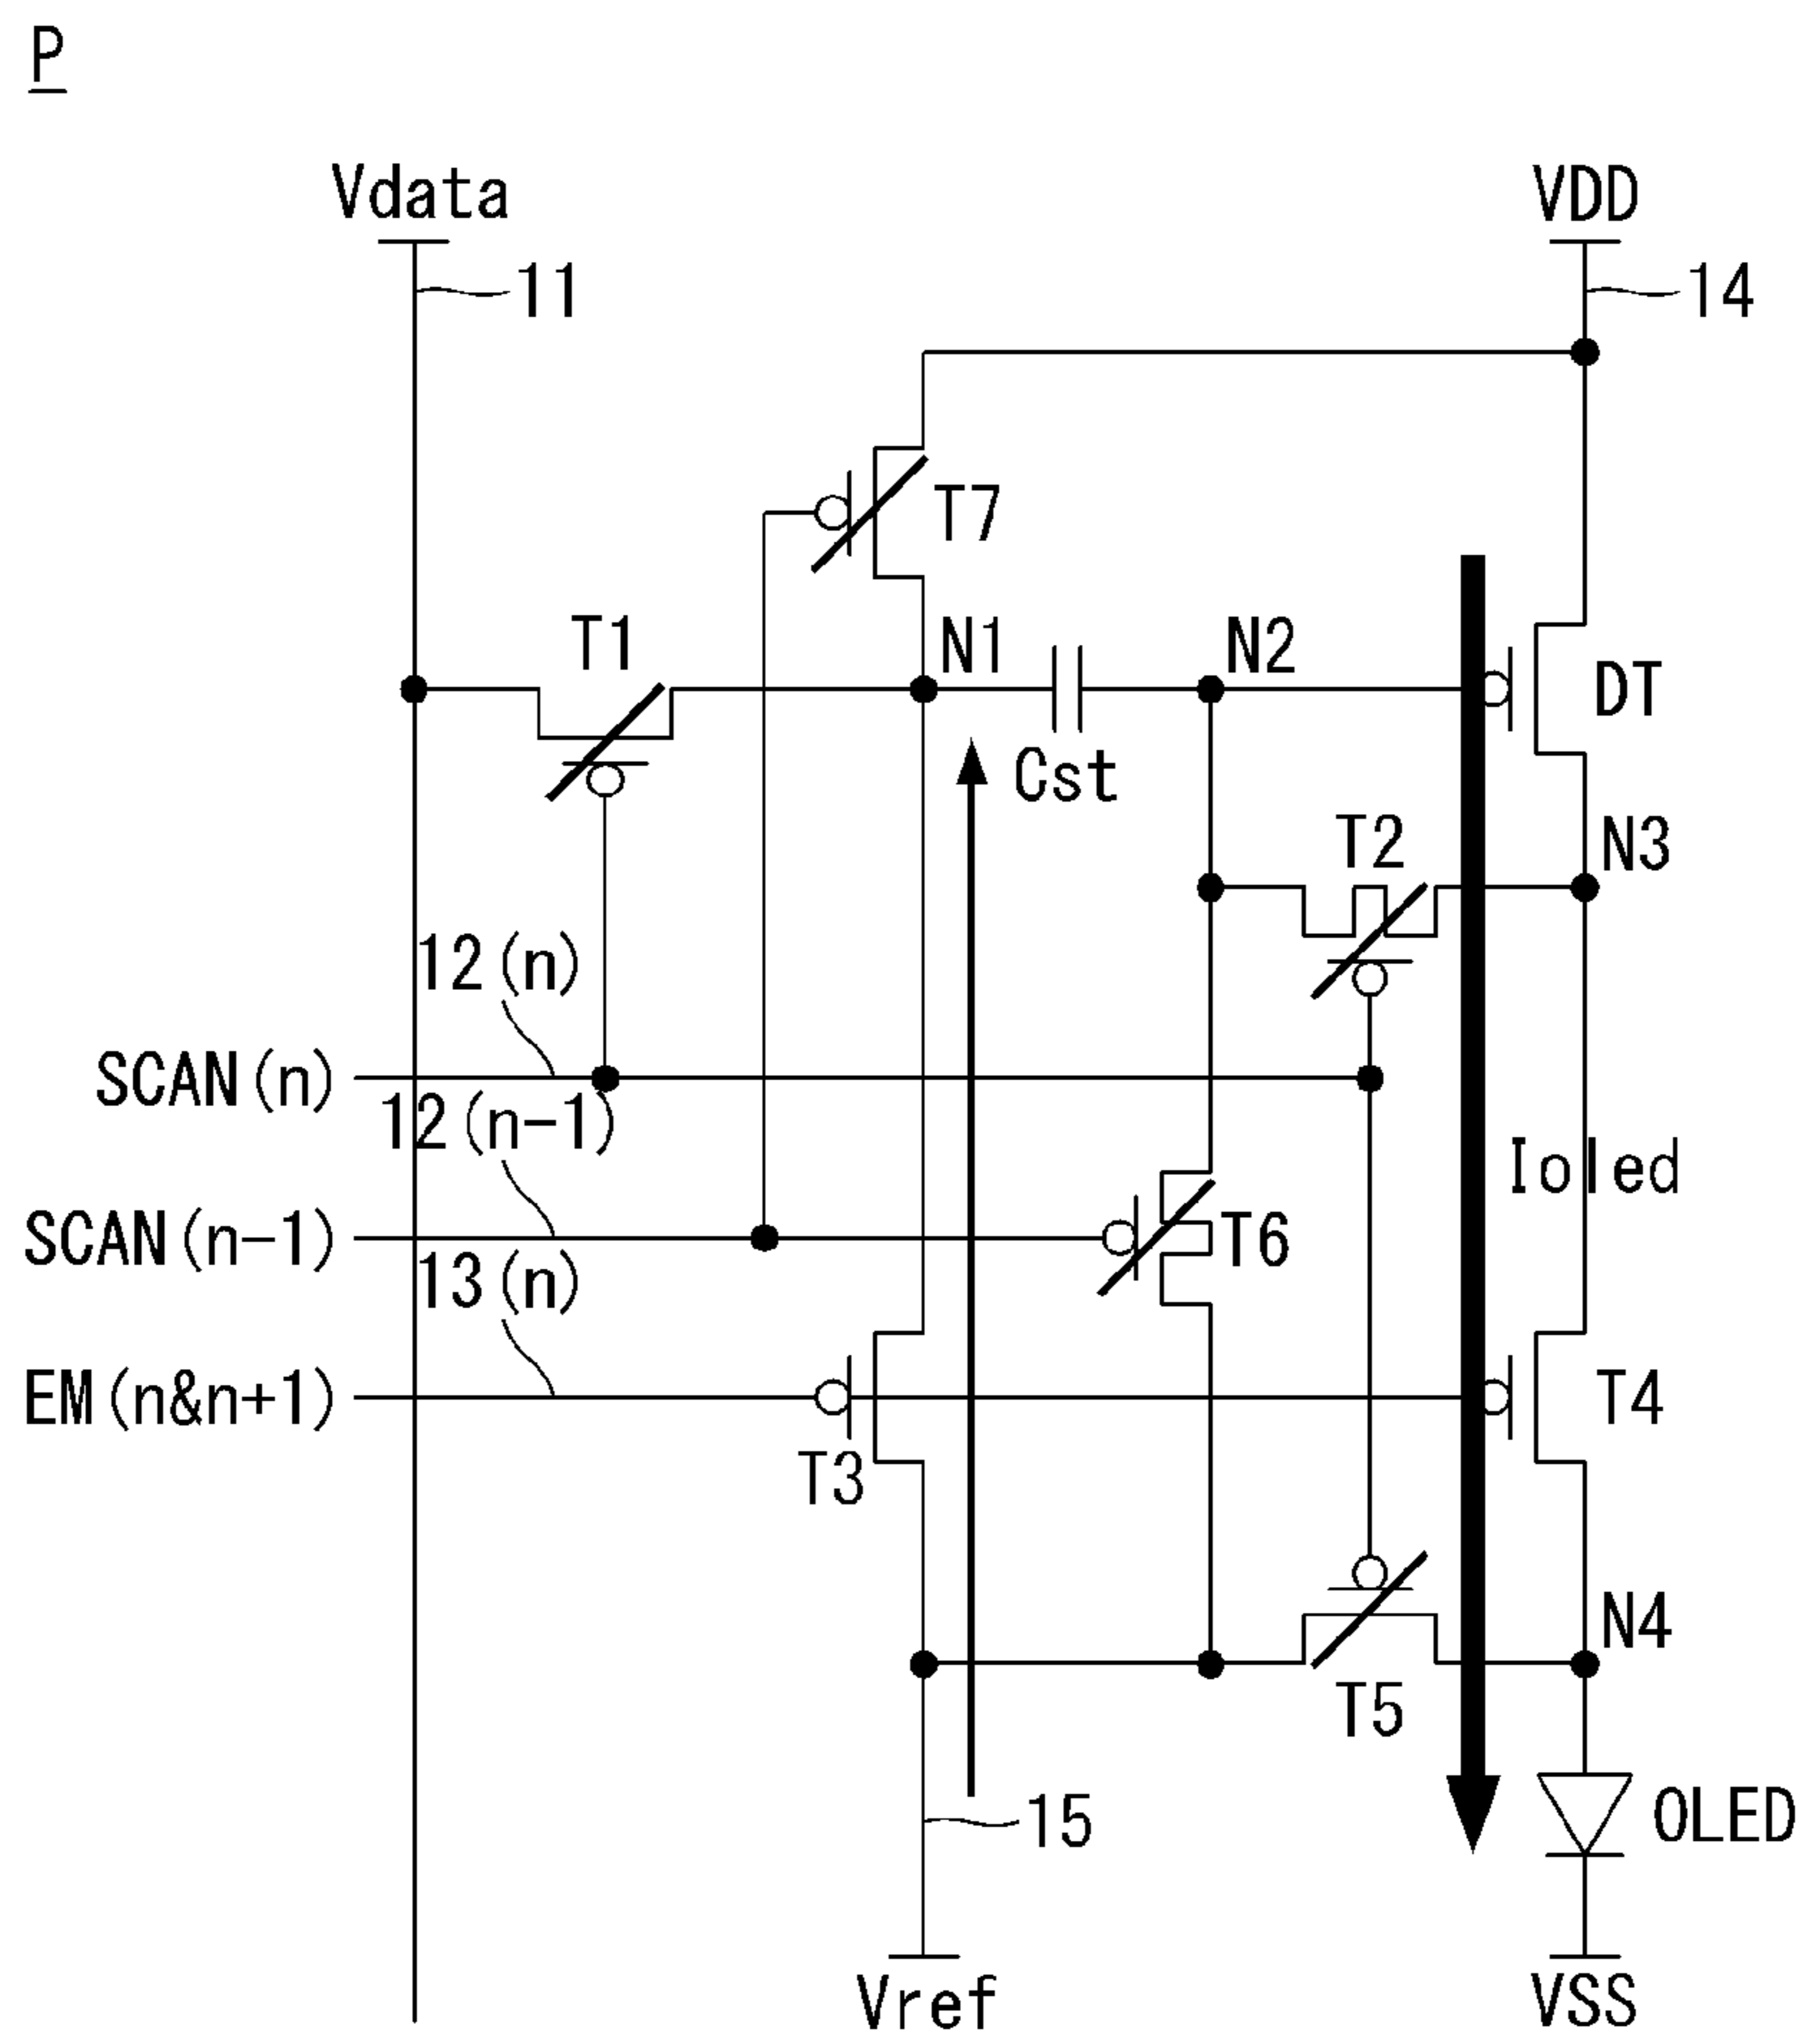 P
Vdata
VDD
11
14
T7
T1
N1
N2
DT
Cst
T2
N3
12(n)
SCAN(n)
12(n-1)
Ioled
SCAN(n-1)
T6
13(n)
EM(n&n+1)
T4
T3
N4
T5
OLED
15
Vref
VSS